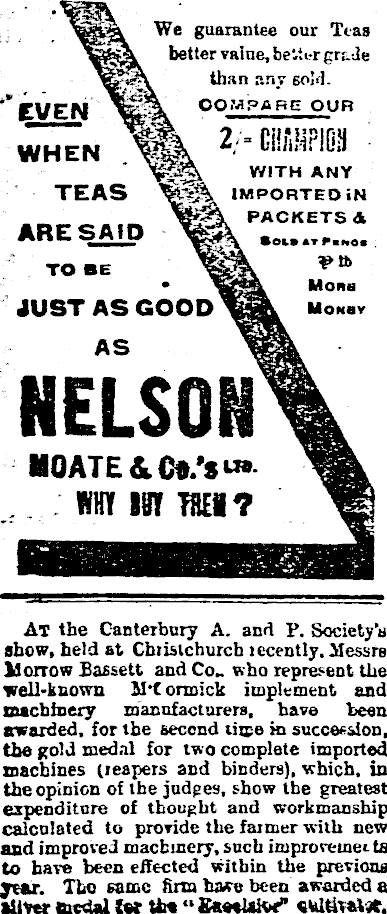 We guarantee our Teas
better value, better grade
than any sold.
COMPARE OUR
2/- CHAMPION
WITH ANY
IMPORTED IN
PACKETS &
SOLD AT PENCE
℔ lb
MORE
MONEY
EVEN
WHEN
TEAS
ARE SAID
TO BE
JUST AS GOOD
AS
NELSON
MOATE & CO.'S LTD.
WHY BUY THEM ?
AT the Canterbury A. and P. Society's
show, held at Christchurch recently, Messrs
Morrow Bassett and Co., who represent the
well-known M'Cormick implement and
machinery manufacturers, have been
awarded, for the second time in succession,
the gold medal for two complete imported
machines (reapers and binders), which, in
the opinion of the judges, show the greatest
expenditure of thought and workmanship
calculated to provide the farmer with new
and improved machinery, such improvements
to have been effected within the previous
year. The same firm have been awarded a
silver medal for the "Excelsior" cultivator.